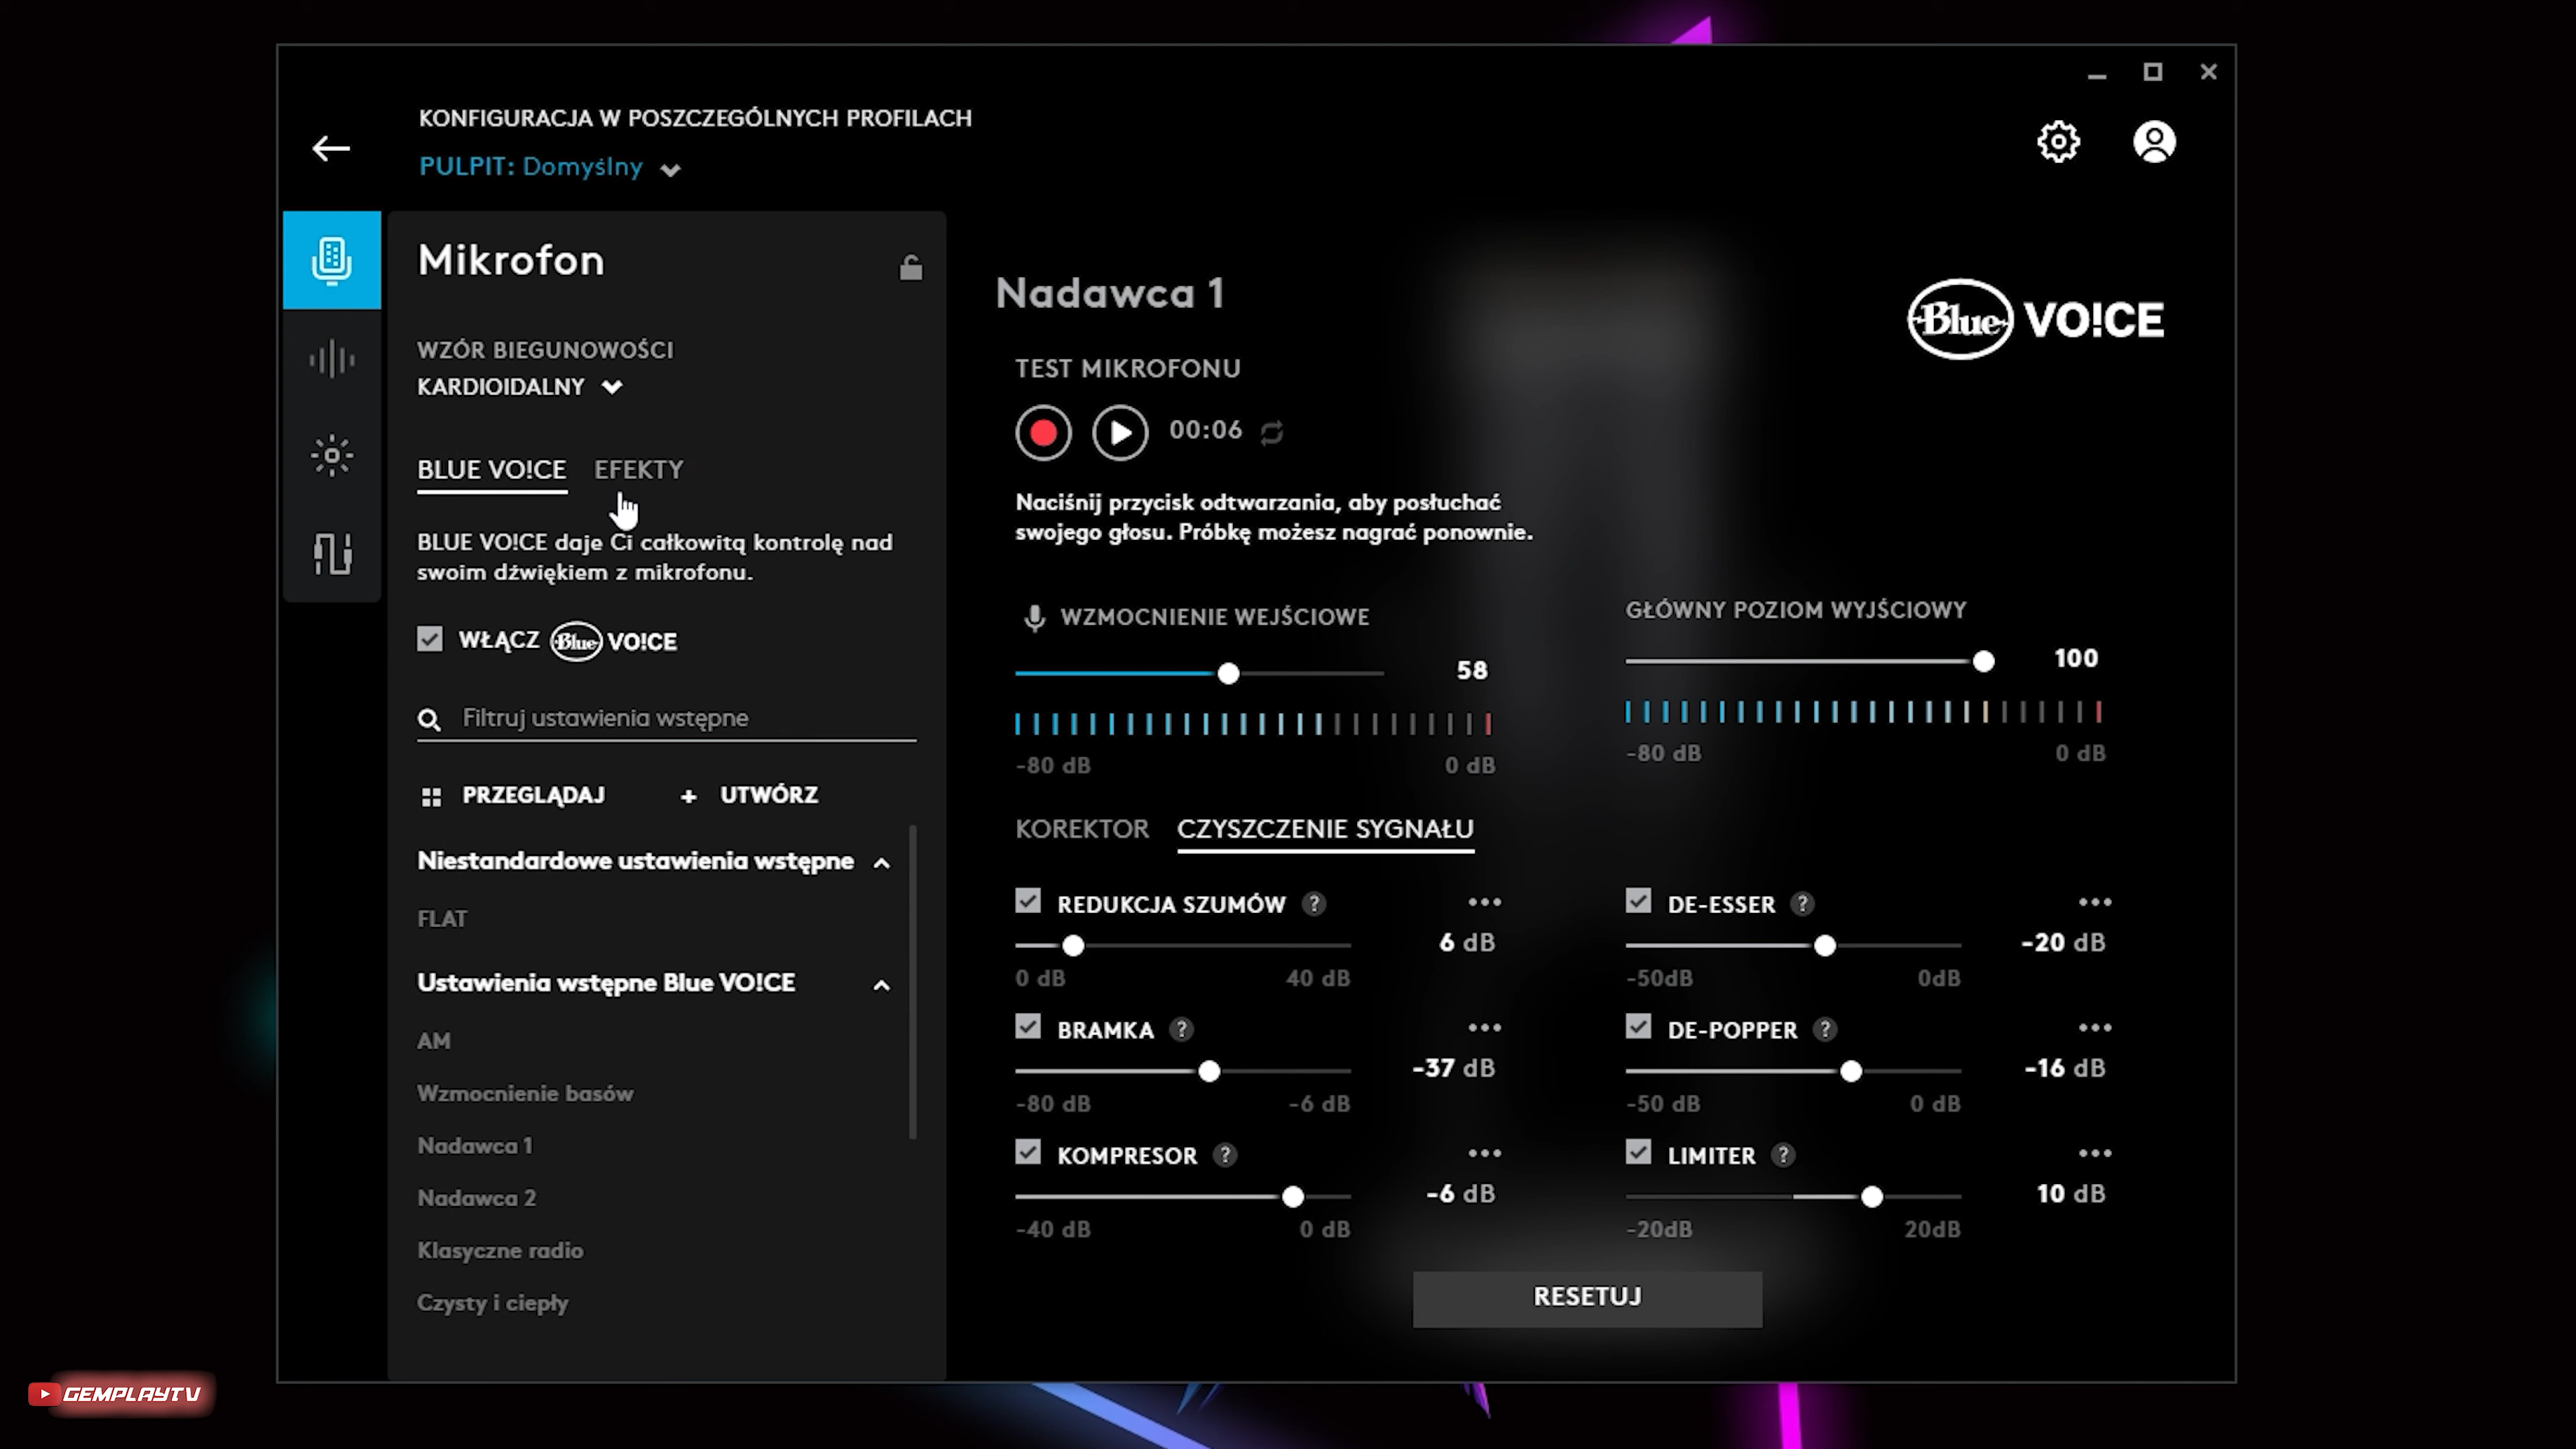 KONFIGURACJA W POSZCZEGÓLNYCH PROFILACH
PULPIT: Domyślny
Mikrofon
WZÓR BIEGUNOWOŚCI
KARDIOIDALNY
BLUE VO!CE EFEKTY
BLUE VO!CE daje Ci całkowitą kontrolę nad
swoim dźwiękiem z mikrofonu.
WŁĄCZ Blue VO!CE
Filtruj ustawienia wstępne
PRZEGLĄDAJ + UTWÓRZ
Niestandardowe ustawienia wstępne
FLAT
Ustawienia wstępne Blue VO!CE
AM
Wzmocnienie basów
Nadawca 1
Nadawca 2
Klasyczne radio
Czysty i ciepły
Nadawca 1
Blue VO!CE
TEST MIKROFONU
00:06
Naciśnij przycisk odtwarzania, aby posłuchać
swojego głosu. Próbkę możesz nagrać ponownie.
WZMOCNIENIE WEJŚCIOWE
58
-80 dB 0 dB
GŁÓWNY POZIOM WYJŚCIOWY
100
-80 dB 0 dB
KOREKTOR CZYSZCZENIE SYGNAŁU
REDUKCJA SZUMÓW ? •••
6 dB
0 dB 40 dB
DE-ESSER ? •••
-20 dB
-50dB 0dB
BRAMKA ? •••
-37 dB
-80 dB -6 dB
DE-POPPER ? •••
-16 dB
-50 dB 0 dB
KOMPRESOR ? •••
-6 dB
-40 dB 0 dB
LIMITER ? •••
10 dB
-20dB 20dB
RESETUJ
GEMPLAYTV